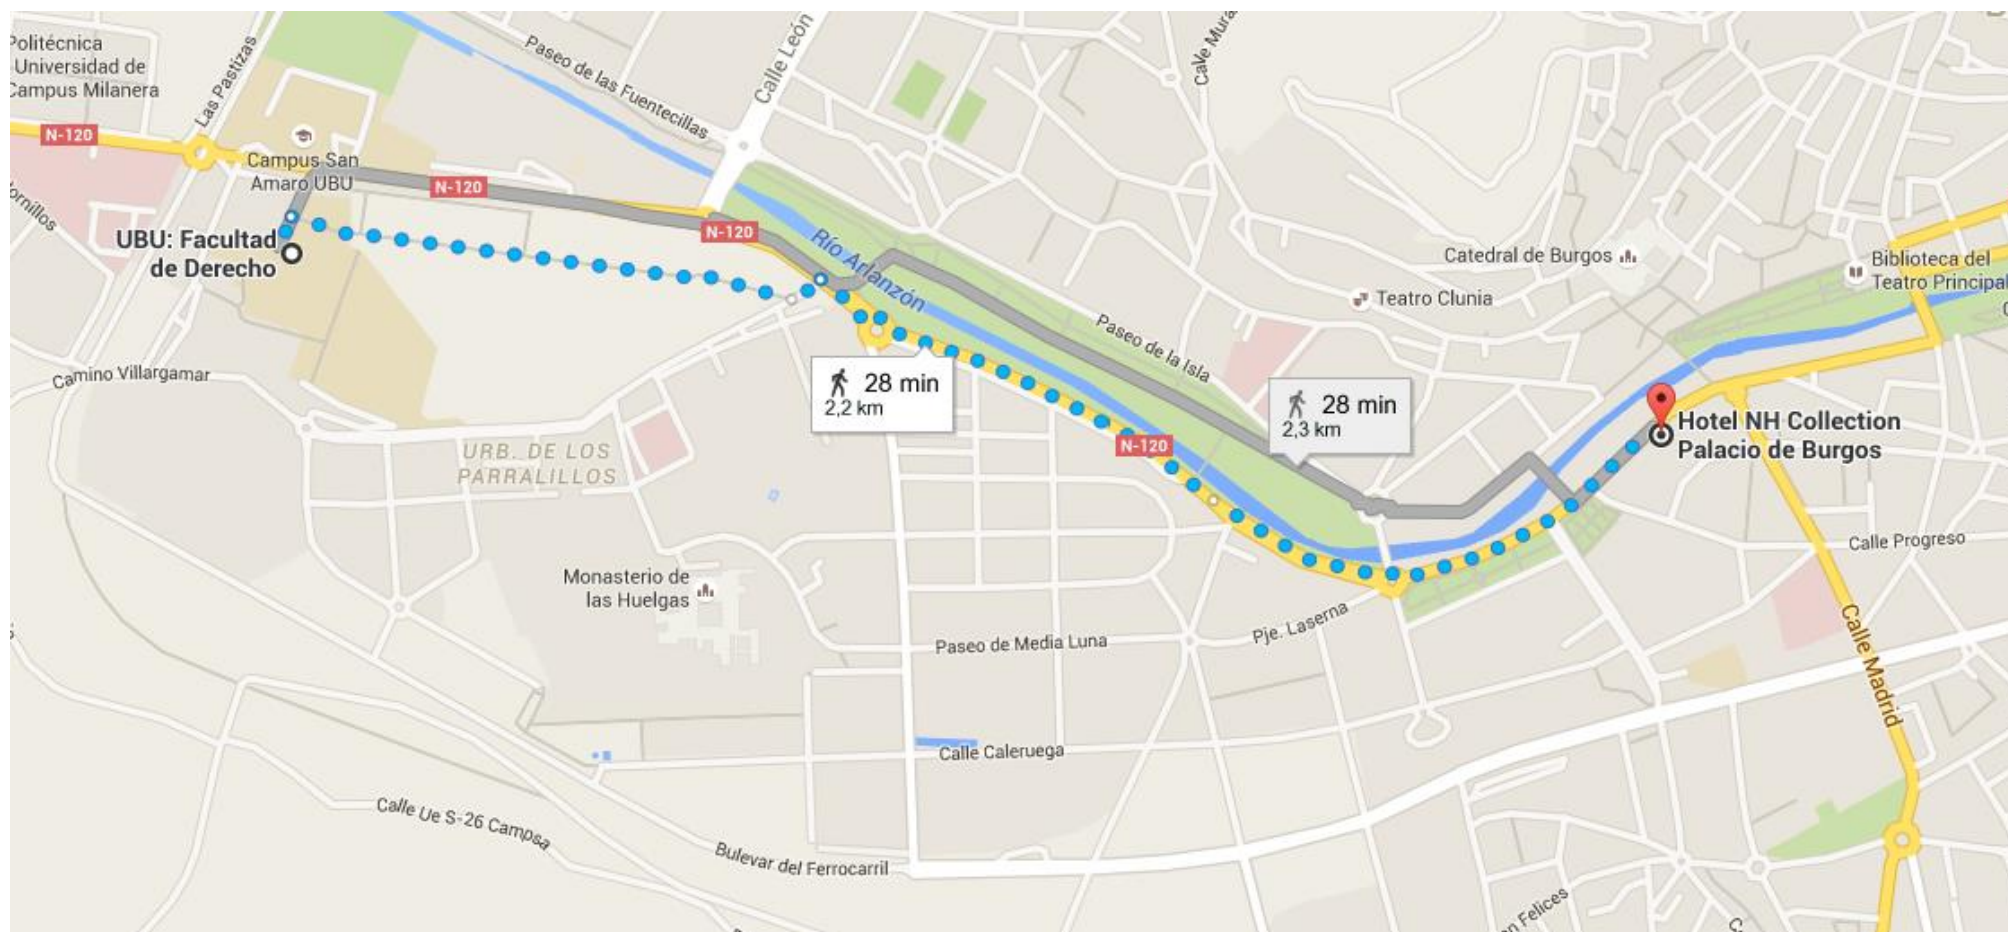 Politécnica
Universidad de
Campus Milanera
Las Pastizas
Paseo de las Fuentecillas
Calle León
N-120
Campus San
Amaro UBU
N-120
N-120
UBU: Facultad
de Derecho
Río Arlanzón
Catedral de Burgos
Biblioteca del
Teatro Principal
Teatro Clunia
Paseo de la Isla
Camino Villargamar
28 min
2,2 km
28 min
2,3 km
N-120
Hotel NH Collection
Palacio de Burgos
URB. DE LOS
PARRALILLOS
Calle Progreso
Monasterio de
las Huelgas
Pje. Laserna
Paseo de Media Luna
Calle Madrid
Calle Caleruega
Calle Ue S-26 Campsa
Bulevar del Ferrocarril